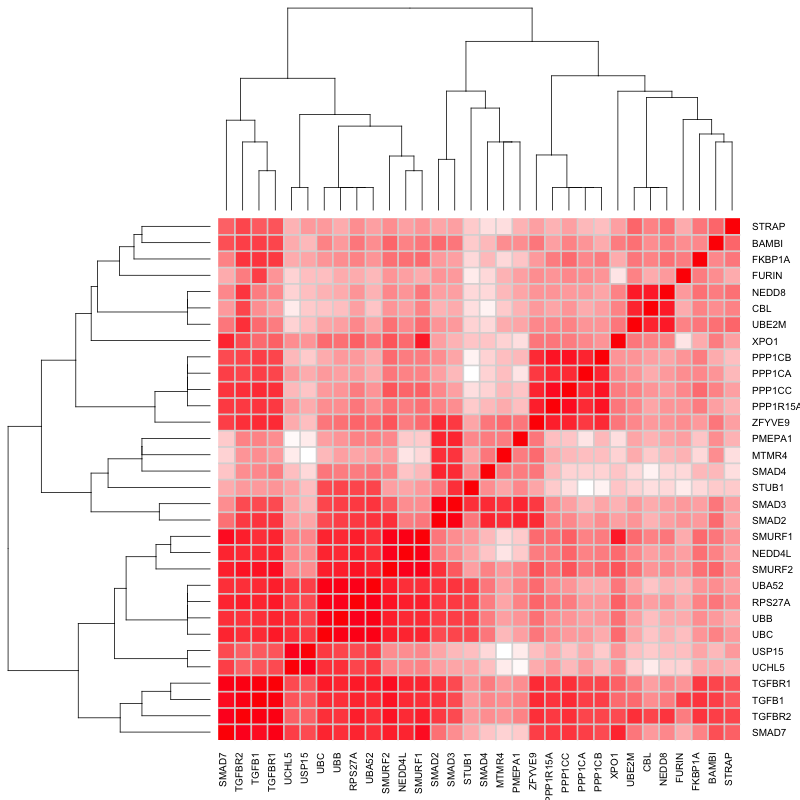 STRAP
BAMBI
FKBP1A
FURIN
NEDD8
CBL
UBE2M
XPO1
PPP1CB
PPP1CA
PPP1CC
PPP1R15A
ZFYVE9
PMEPA1
MTMR4
SMAD4
STUB1
SMAD3
SMAD2
SMURF1
NEDD4L
SMURF2
UBA52
RPS27A
UBB
UBC
USP15
UCHL5
TGFBR1
TGFB1
TGFBR2
SMAD7
SMAD7
TGFBR2
TGFB1
TGFBR1
UCHL5
USP15
UBC
UBB
RPS27A
UBA52
SMURF2
NEDD4L
SMURF1
SMAD2
SMAD3
STUB1
SMAD4
MTMR4
PMEPA1
ZFYVE9
PPP1R15A
PPP1CC
PPP1CA
PPP1CB
XPO1
UBE2M
CBL
NEDD8
FURIN
FKBP1A
BAMBI
STRAP